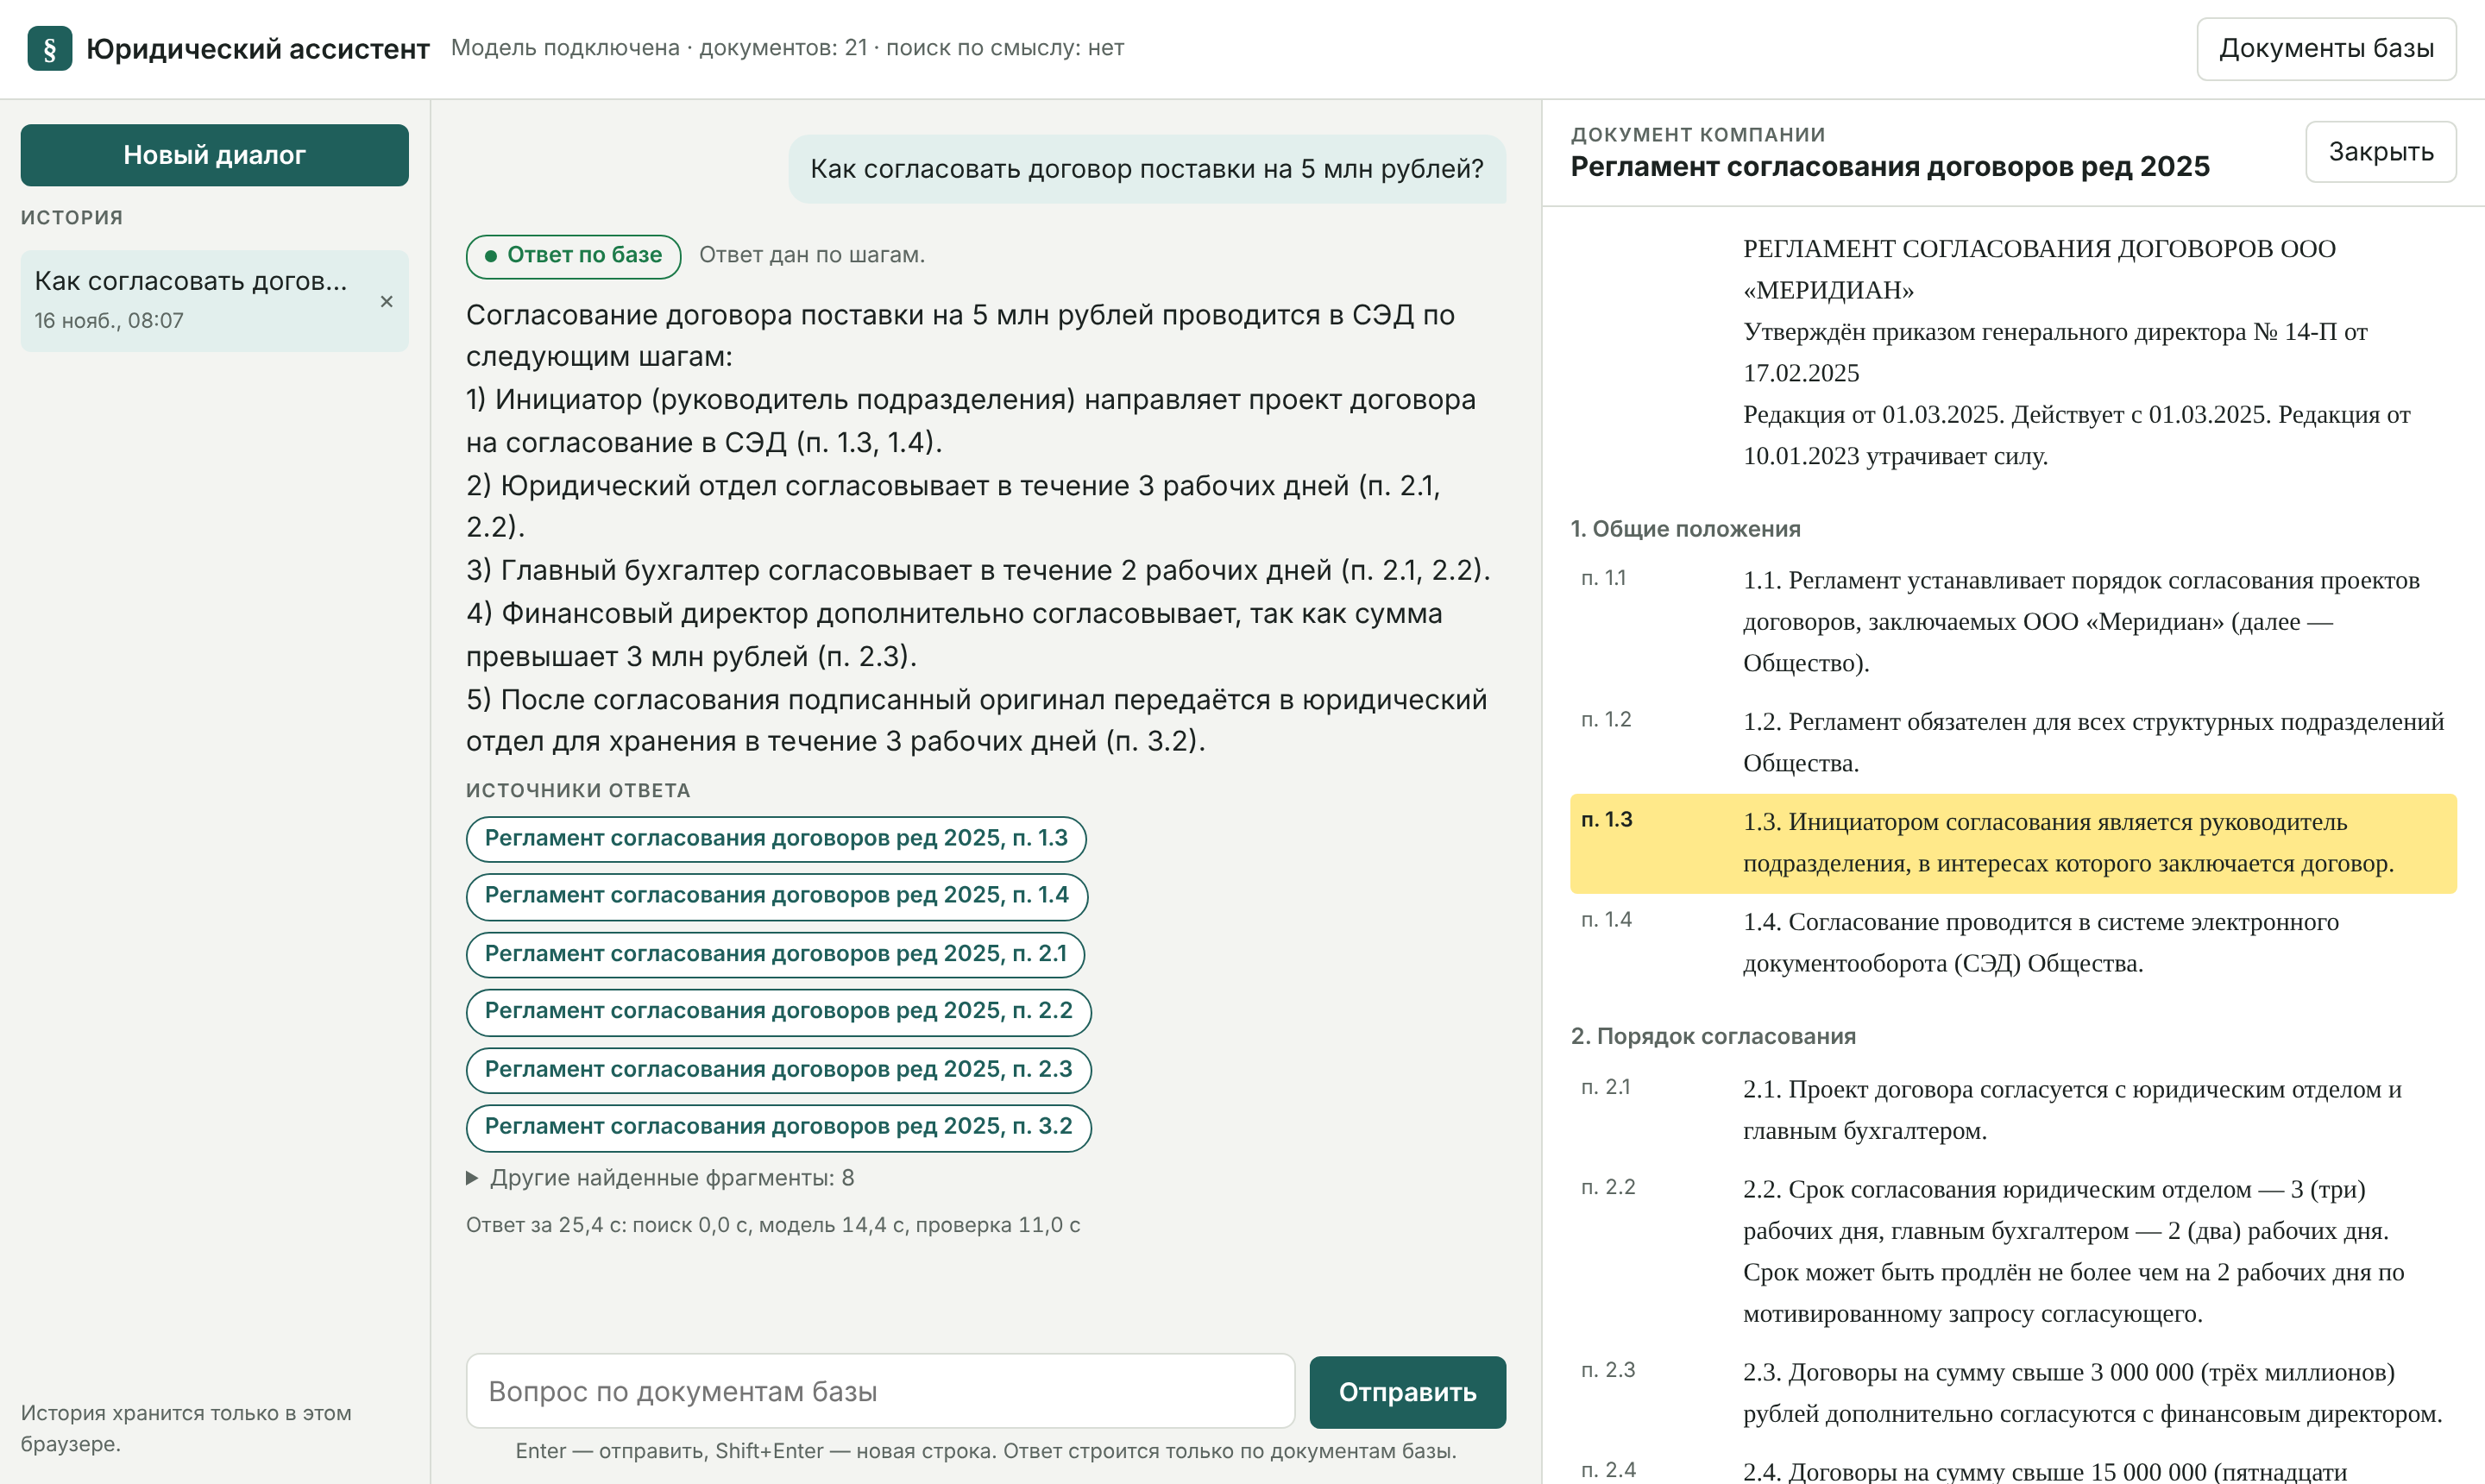 § Юридический ассистент Модель подключена · документов: 21 · поиск по смыслу: нет
Документы базы
Новый диалог
ИСТОРИЯ
Как согласовать догов...
16 нояб., 08:07
×
История хранится только в этом
браузере.
Как согласовать договор поставки на 5 млн рублей?
Ответ по базе Ответ дан по шагам.
Согласование договора поставки на 5 млн рублей проводится в СЭД по
следующим шагам:
1) Инициатор (руководитель подразделения) направляет проект договора
на согласование в СЭД (п. 1.3, 1.4).
2) Юридический отдел согласовывает в течение 3 рабочих дней (п. 2.1,
2.2).
3) Главный бухгалтер согласовывает в течение 2 рабочих дней (п. 2.1, 2.2).
4) Финансовый директор дополнительно согласовывает, так как сумма
превышает 3 млн рублей (п. 2.3).
5) После согласования подписанный оригинал передаётся в юридический
отдел для хранения в течение 3 рабочих дней (п. 3.2).
ИСТОЧНИКИ ОТВЕТА
Регламент согласования договоров ред 2025, п. 1.3
Регламент согласования договоров ред 2025, п. 1.4
Регламент согласования договоров ред 2025, п. 2.1
Регламент согласования договоров ред 2025, п. 2.2
Регламент согласования договоров ред 2025, п. 2.3
Регламент согласования договоров ред 2025, п. 3.2
Другие найденные фрагменты: 8
Ответ за 25,4 с: поиск 0,0 с, модель 14,4 с, проверка 11,0 с
Вопрос по документам базы
Отправить
Enter — отправить, Shift+Enter — новая строка. Ответ строится только по документам базы.
ДОКУМЕНТ КОМПАНИИ
Регламент согласования договоров ред 2025
Закрыть
РЕГЛАМЕНТ СОГЛАСОВАНИЯ ДОГОВОРОВ ООО
«МЕРИДИАН»
Утверждён приказом генерального директора № 14-П от
17.02.2025
Редакция от 01.03.2025. Действует с 01.03.2025. Редакция от
10.01.2023 утрачивает силу.
1. Общие положения
п. 1.1 1.1. Регламент устанавливает порядок согласования проектов
договоров, заключаемых ООО «Меридиан» (далее —
Общество).
п. 1.2 1.2. Регламент обязателен для всех структурных подразделений
Общества.
п. 1.3 1.3. Инициатором согласования является руководитель
подразделения, в интересах которого заключается договор.
п. 1.4 1.4. Согласование проводится в системе электронного
документооборота (СЭД) Общества.
2. Порядок согласования
п. 2.1 2.1. Проект договора согласуется с юридическим отделом и
главным бухгалтером.
п. 2.2 2.2. Срок согласования юридическим отделом — 3 (три)
рабочих дня, главным бухгалтером — 2 (два) рабочих дня.
Срок может быть продлён не более чем на 2 рабочих дня по
мотивированному запросу согласующего.
п. 2.3 2.3. Договоры на сумму свыше 3 000 000 (трёх миллионов)
рублей дополнительно согласуются с финансовым директором.
п. 2.4 2.4. Договоры на сумму свыше 15 000 000 (пятнадцати